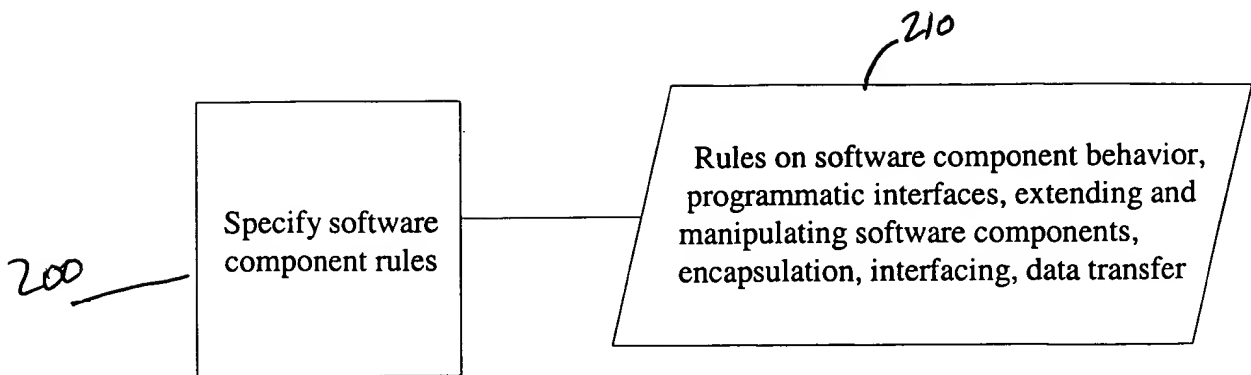 210
Rules on software component behavior,
programmatic interfaces, extending and
manipulating software components,
encapsulation, interfacing, data transfer
Specify software
component rules
200